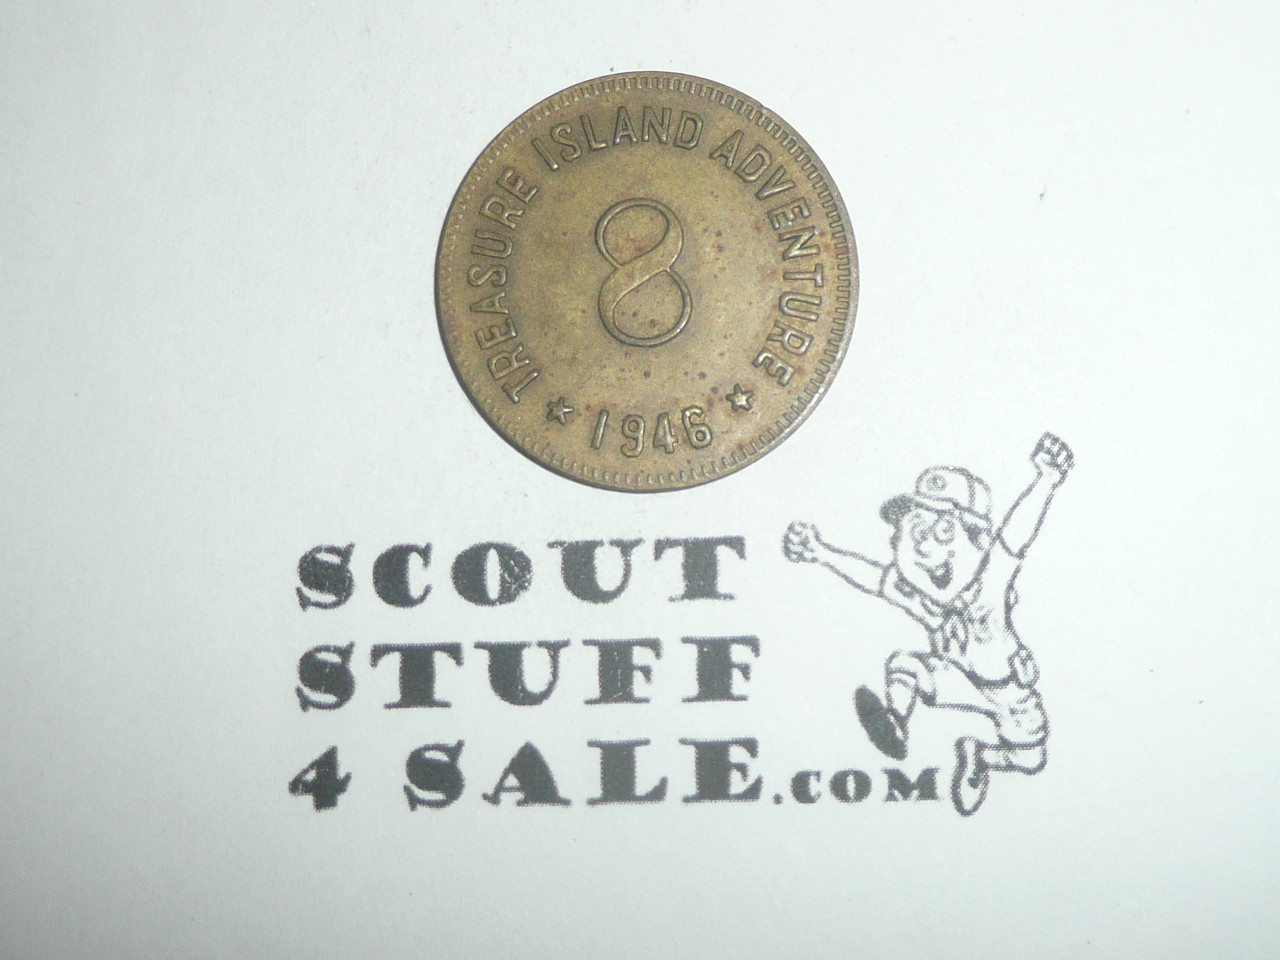 TREASURE ISLAND ADVENTURE
8
★ 1946 ★
SCOUT
STUFF
4 SALE.COM